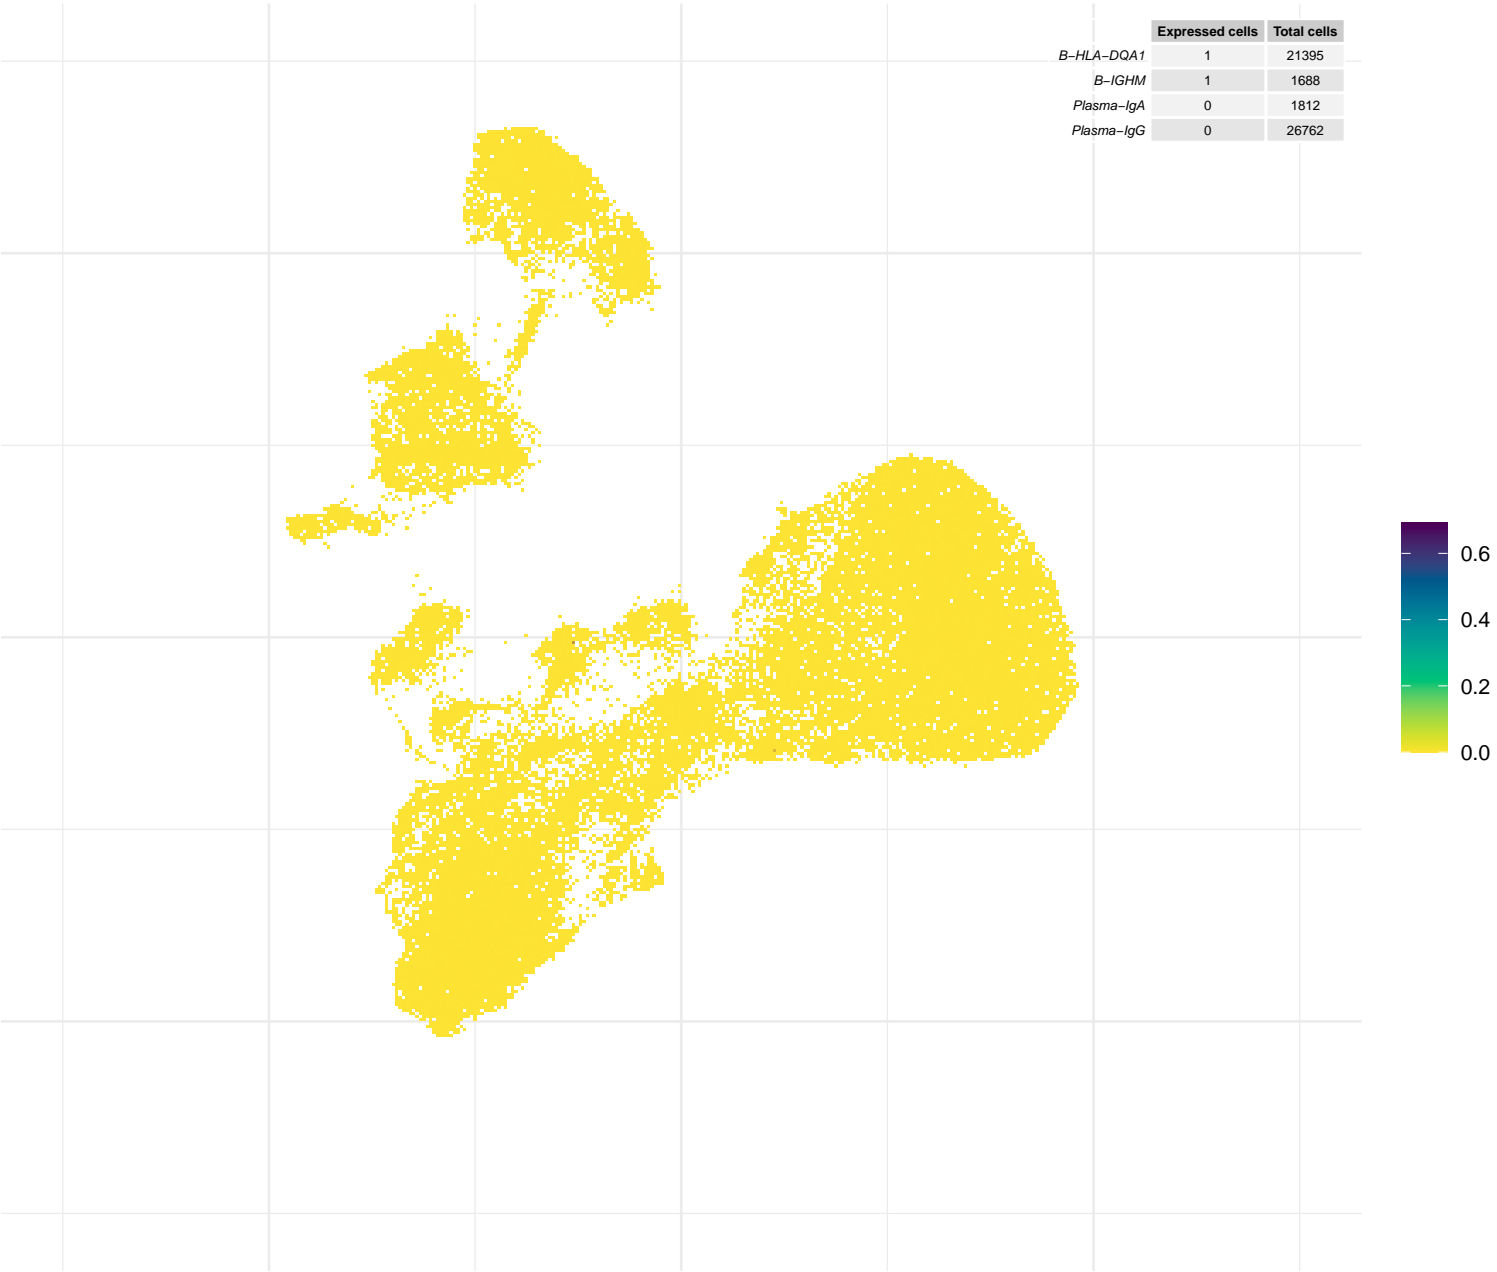 Expressed cells Total cells
B−HLA−DQA1 1 21395
B−IGHM 1 1688
Plasma−IgA 0 1812
Plasma−IgG 0 26762
0.6
0.4
0.2
0.0